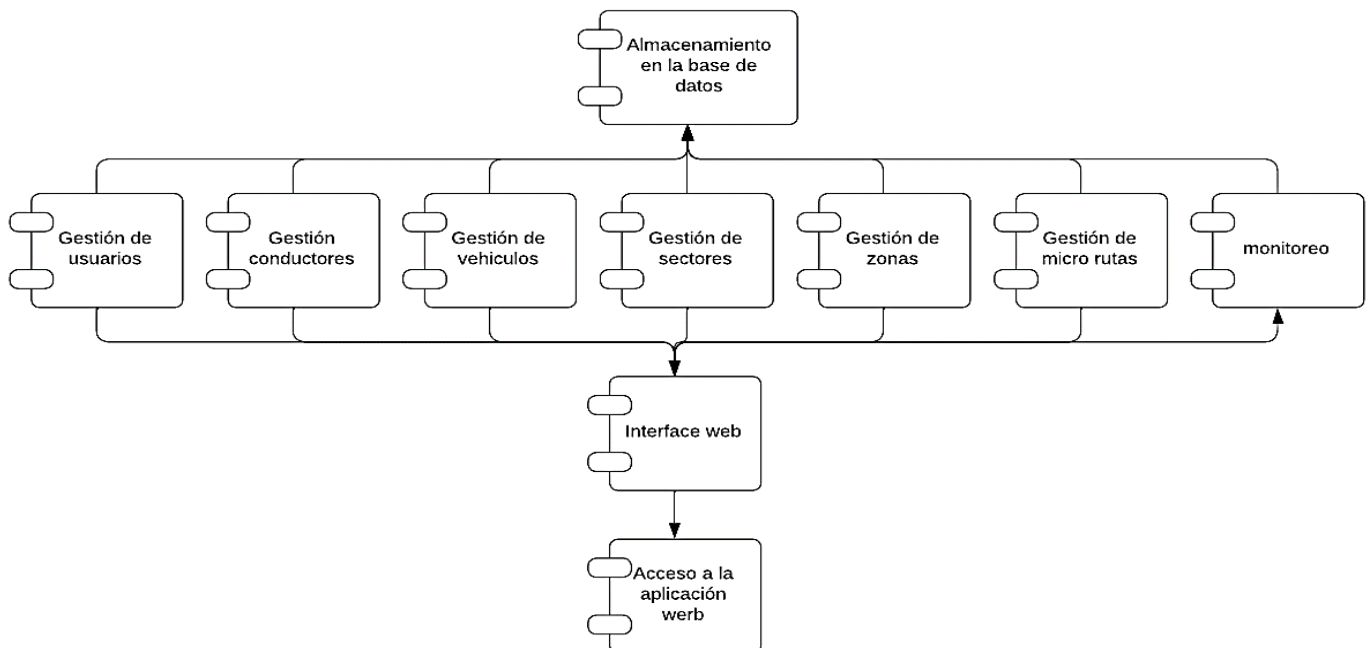 Almacenamiento
en la base de
datos
Gestión de
usuarios
Gestión
conductores
Gestión de
vehiculos
Gestión de
sectores
Gestión de
zonas
Gestión de
micro rutas
monitoreo
Interface web
Acceso a la
aplicación
werb